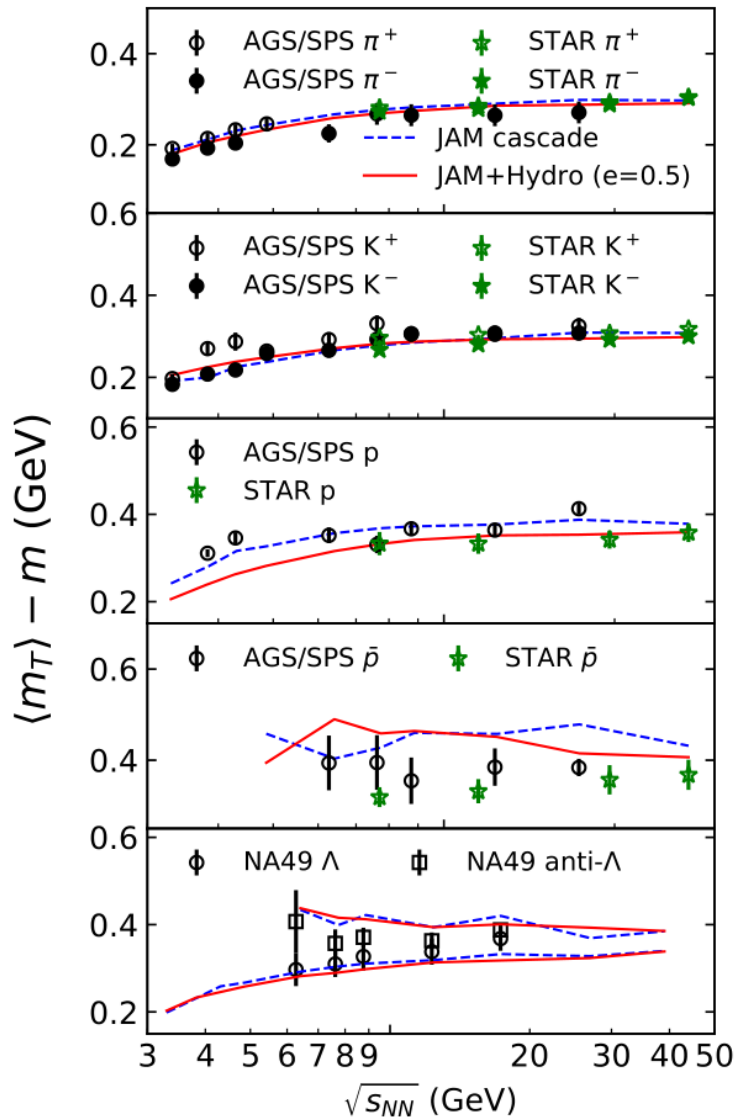 0.4
0.2
AGS/SPS π⁺ STAR π⁺
AGS/SPS π⁻ STAR π⁻
JAM cascade
JAM+Hydro (e=0.5)
0.6
0.4
0.2
AGS/SPS K⁺ STAR K⁺
AGS/SPS K⁻ STAR K⁻
0.6
0.4
0.2
AGS/SPS p
STAR p
0.6
0.4
AGS/SPS p̄ STAR p̄
0.6
0.4
0.2
NA49 Λ NA49 anti-Λ
3 4 5 6 7 8 9 20 30 40 50
√sNN (GeV)
⟨mT⟩ − m (GeV)